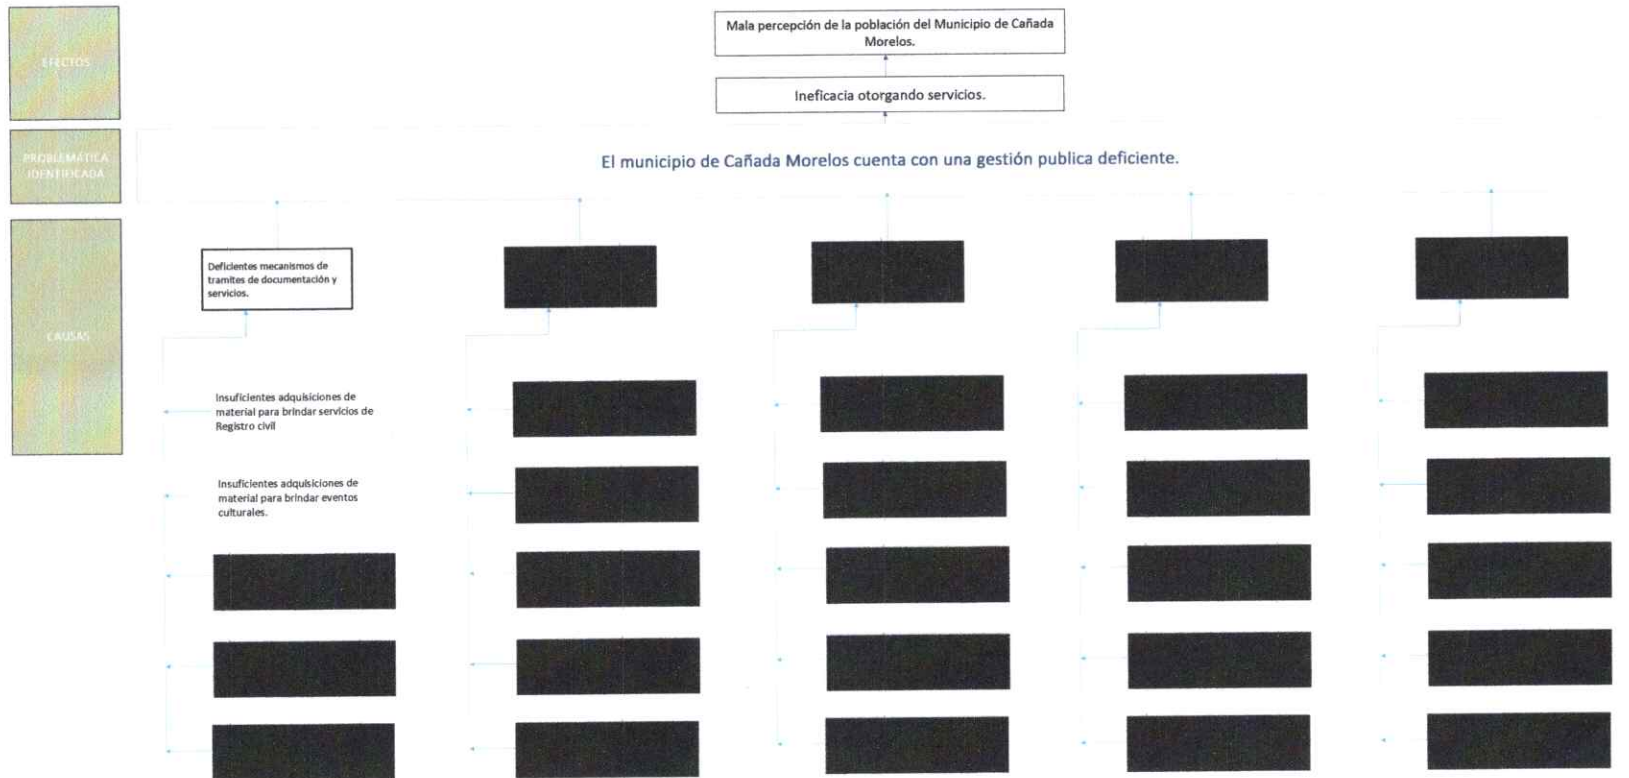 EFECTOS
Mala percepción de la población del Municipio de Cañada
Morelos.
Ineficacia otorgando servicios.
PROBLEMÁTICA
IDENTIFICADA
El municipio de Cañada Morelos cuenta con una gestión publica deficiente.
CAUSAS
Deficientes mecanismos de
tramites de documentación y
servicios.
Insuficientes adquisiciones de
material para brindar servicios de
Registro civil
Insuficientes adquisiciones de
material para brindar eventos
culturales.